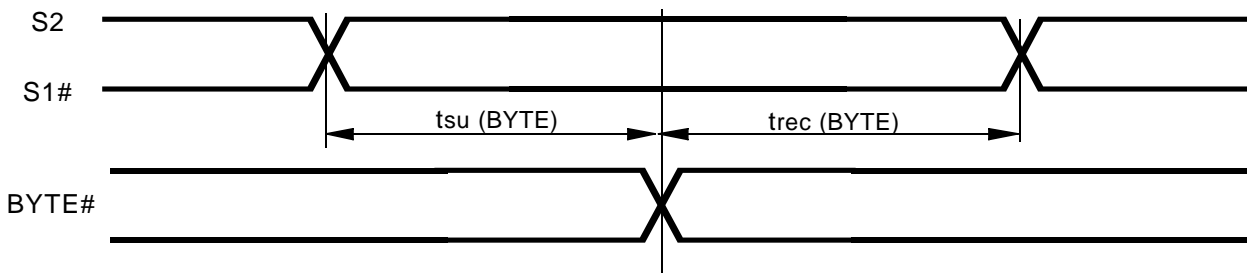 S2
S1#
tsu (BYTE) trec (BYTE)
BYTE#